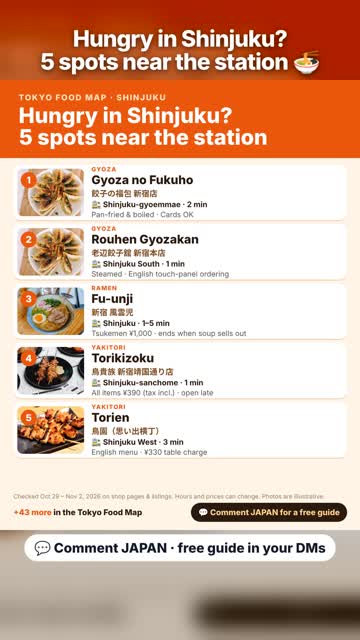 Hungry in Shinjuku?
5 spots near the station 🍜
TOKYO FOOD MAP · SHINJUKU
Hungry in Shinjuku?
5 spots near the station
1
GYOZA
Gyoza no Fukuho
餃子の福包 新宿店
🚉 Shinjuku-gyoemmae · 2 min
Pan-fried & boiled · Cards OK
2
GYOZA
Rouhen Gyozakan
老辺餃子館 新宿本店
🚉 Shinjuku South · 1 min
Steamed · English touch-panel ordering
3
RAMEN
Fu-unji
新宿 風雲児
🚉 Shinjuku · 1–5 min
Tsukemen ¥1,000 · ends when soup sells out
4
YAKITORI
Torikizoku
鳥貴族 新宿靖国通り店
🚉 Shinjuku-sanchome · 1 min
All items ¥390 (tax incl.) · open late
5
YAKITORI
Torien
鳥園（思い出横丁）
🚉 Shinjuku West · 3 min
English menu · ¥330 table charge
Checked Oct 29 – Nov 2, 2026 on shop pages & listings. Hours and prices can change. Photos are illustrative.
+43 more in the Tokyo Food Map
💬 Comment JAPAN for a free guide
💬 Comment JAPAN · free guide in your DMs